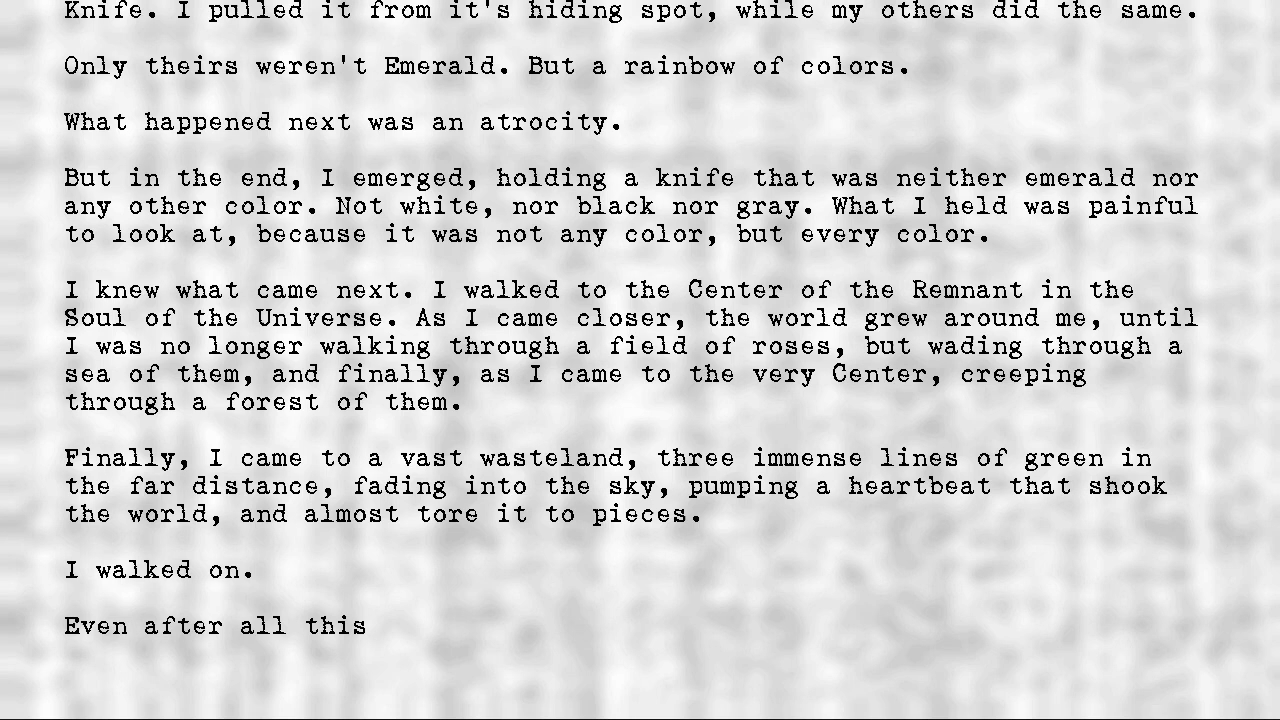 Knife. I pulled it from it's hiding spot, while my others did the same.
Only theirs weren't Emerald. But a rainbow of colors.
What happened next was an atrocity.
But in the end, I emerged, holding a knife that was neither emerald nor
any other color. Not white, nor black nor gray. What I held was painful
to look at, because it was not any color, but every color.
I knew what came next. I walked to the Center of the Remnant in the
Soul of the Universe. As I came closer, the world grew around me, until
I was no longer walking through a field of roses, but wading through a
sea of them, and finally, as I came to the very Center, creeping
through a forest of them.
Finally, I came to a vast wasteland, three immense lines of green in
the far distance, fading into the sky, pumping a heartbeat that shook
the world, and almost tore it to pieces.
I walked on.
Even after all this